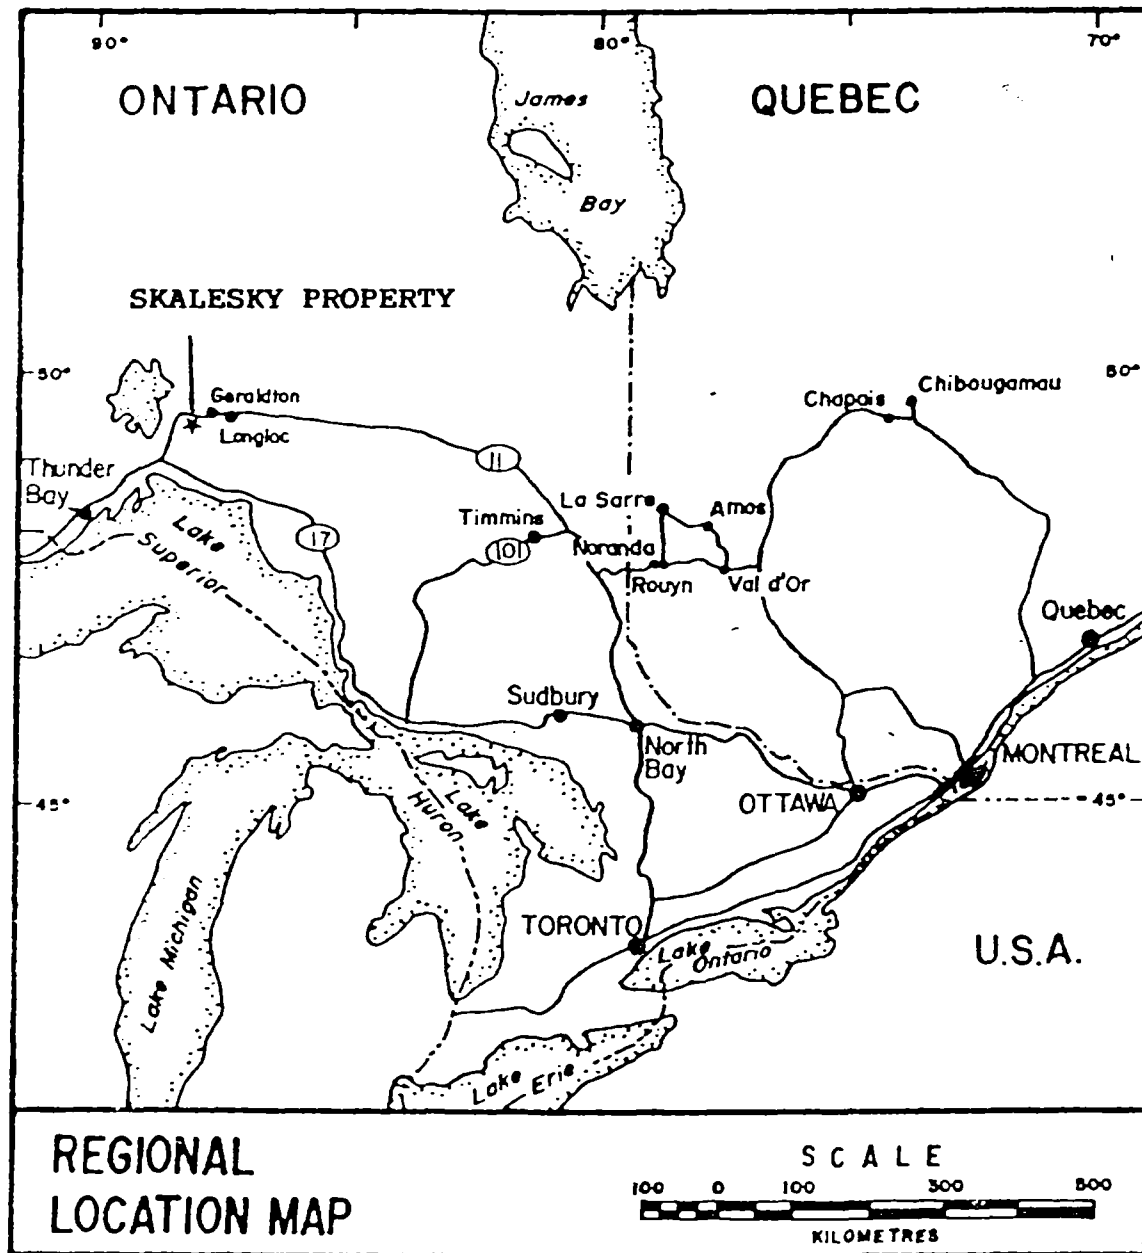 90° 80° 70°
ONTARIO QUEBEC
James
Bay
SKALESKY PROPERTY
50° 50°
Geraldton
Longlac
Chapais Chibougamau
11
Thunder
Bay
La Sarre
Amos
Timmins
101
17
Noranda
Rouyn Val d'Or
Lake
Superior
Quebec
Sudbury
North
Bay
MONTREAL
OTTAWA
45° 45°
Lake
Huron
Lake Michigan
TORONTO
Lake
Ontario
U.S.A.
Lake Erie
REGIONAL
LOCATION MAP
SCALE
100 0 100 300 500
KILOMETRES